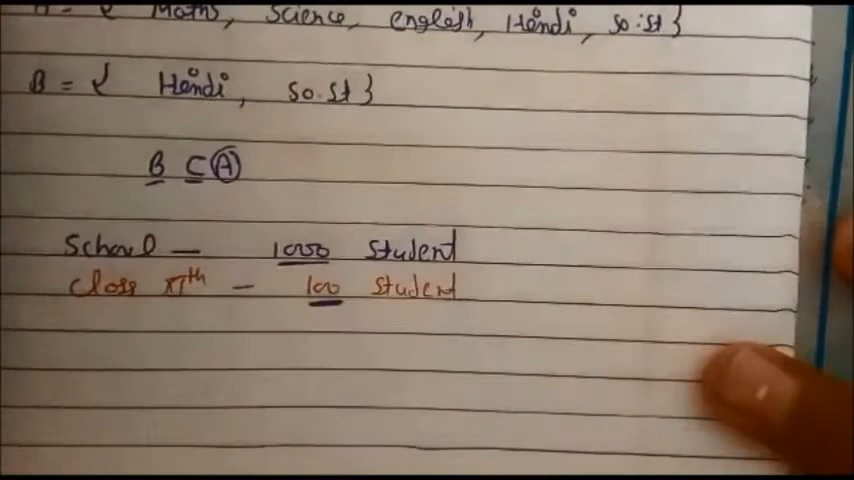 A = { Maths, Science, english, Hindi, so.st }
B = { Hindi, so.st }
B ⊂ A
School — 1000 Student
Class XIth — 100 Student